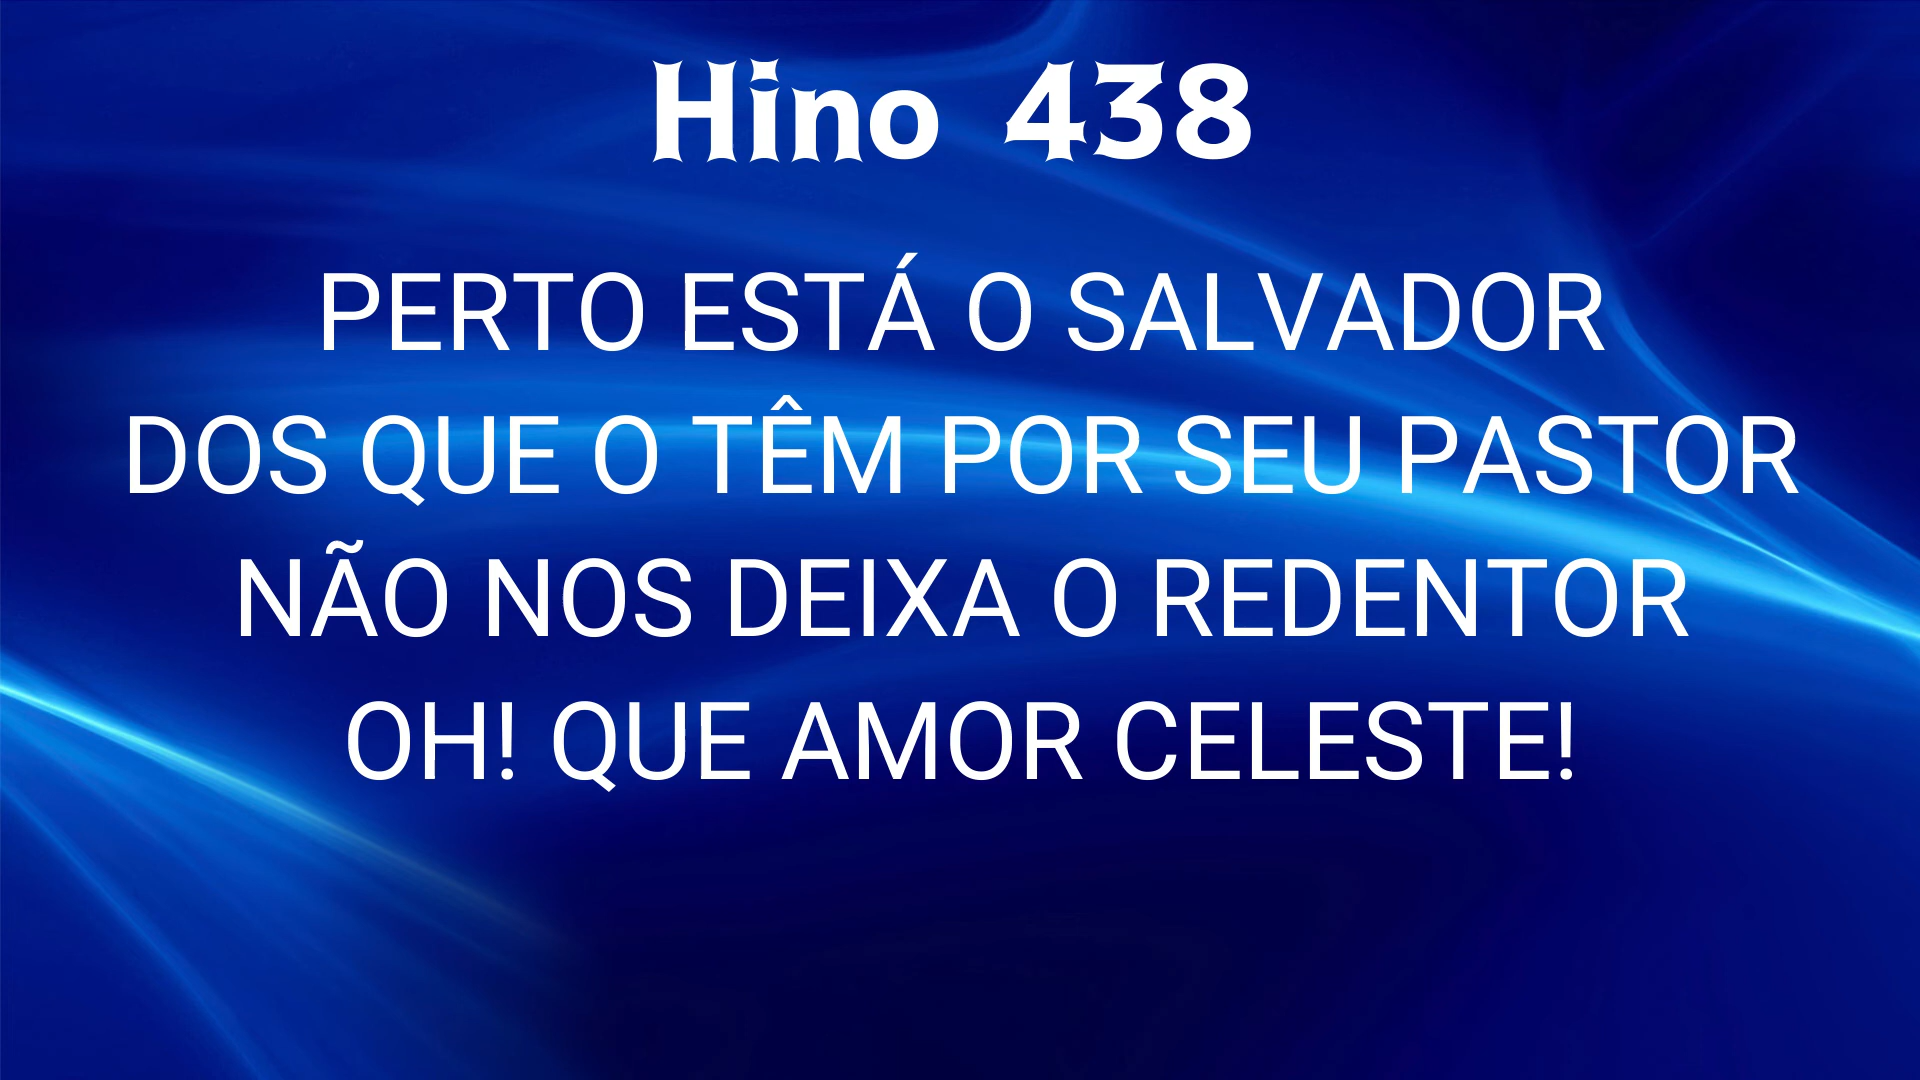 Hino 438
PERTO ESTÁ O SALVADOR
DOS QUE O TÊM POR SEU PASTOR
NÃO NOS DEIXA O REDENTOR
OH! QUE AMOR CELESTE!